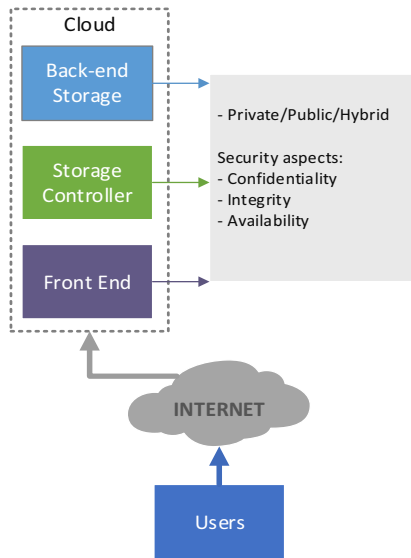 Cloud
Back-end
Storage
- Private/Public/Hybrid
Security aspects:
- Confidentiality
- Integrity
- Availability
Storage
Controller
Front End
INTERNET
Users